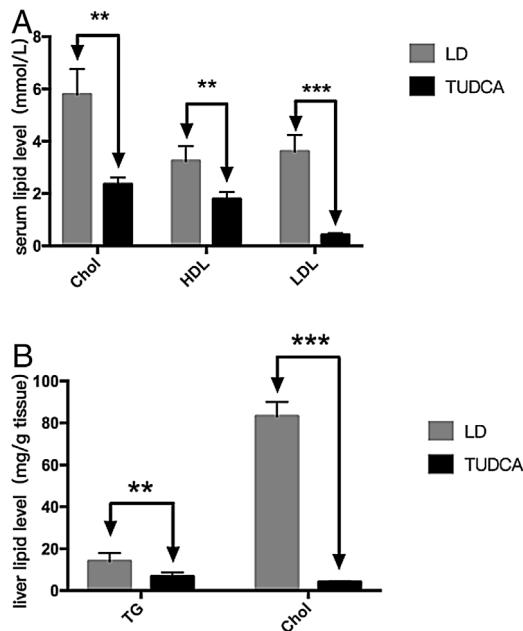 A
serum lipid level (mmol/L)
8
6
4
2
0
**
**
***
Chol
HDL
LDL
LD
TUDCA
B
liver lipid level (mg/g tissue)
100
80
60
40
20
0
**
***
TG
Chol
LD
TUDCA